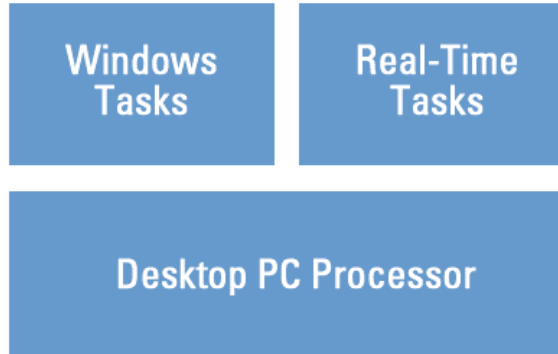 Windows
Tasks
Real-Time
Tasks
Desktop PC Processor